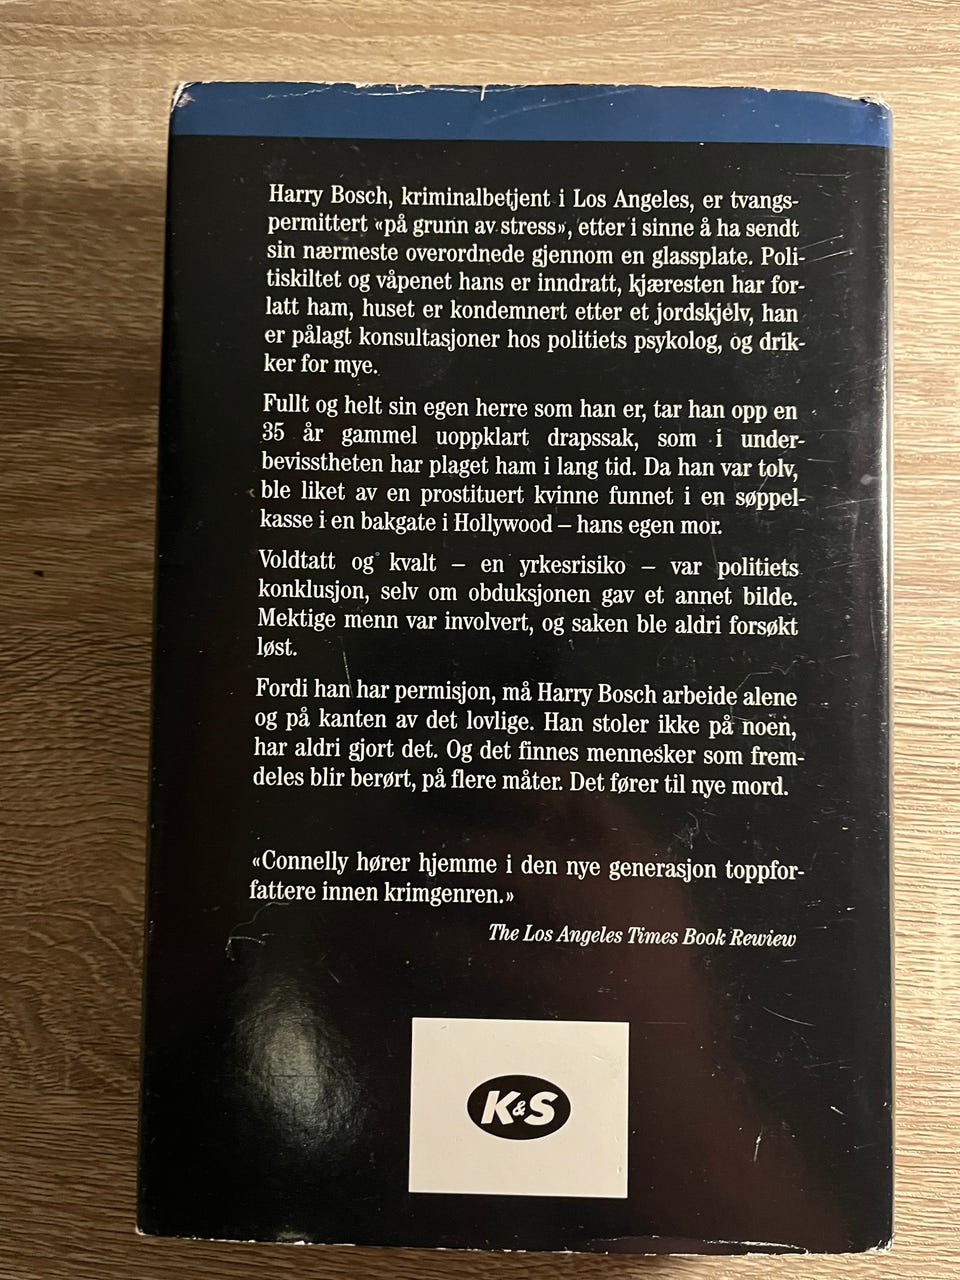 Harry Bosch, kriminalbetjent i Los Angeles, er tvangs-
permittert «på grunn av stress», etter i sinne å ha sendt
sin nærmeste overordnede gjennom en glassplate. Poli-
tiskiltet og våpenet hans er inndratt, kjæresten har for-
latt ham, huset er kondemnert etter et jordskjelv, han
er pålagt konsultasjoner hos politiets psykolog, og drik-
ker for mye.
Fullt og helt sin egen herre som han er, tar han opp en
35 år gammel uoppklart drapssak, som i under-
bevisstheten har plaget ham i lang tid. Da han var tolv,
ble liket av en prostituert kvinne funnet i en søppel-
kasse i en bakgate i Hollywood – hans egen mor.
Voldtatt og kvalt – en yrkesrisiko – var politiets
konklusjon, selv om obduksjonen gav et annet bilde.
Mektige menn var involvert, og saken ble aldri forsøkt
løst.
Fordi han har permisjon, må Harry Bosch arbeide alene
og på kanten av det lovlige. Han stoler ikke på noen,
har aldri gjort det. Og det finnes mennesker som frem-
deles blir berørt, på flere måter. Det fører til nye mord.
«Connelly hører hjemme i den nye generasjon toppfor-
fattere innen krimgenren.»
The Los Angeles Times Book Rewiew
K&S